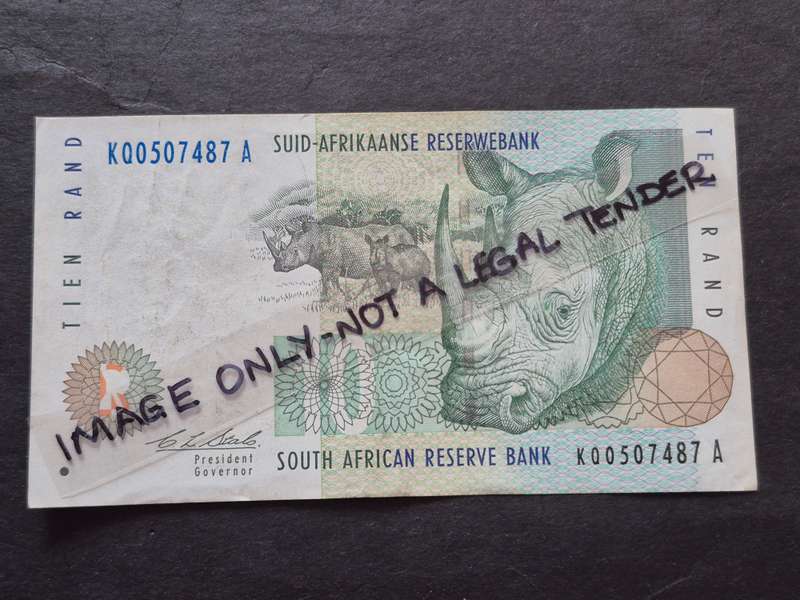 TIEN RAND
KQ0507487 A
SUID-AFRIKAANSE RESERWEBANK
TEN RAND
IMAGE ONLY-NOT A LEGAL TENDER
President
Governor
SOUTH AFRICAN RESERVE BANK
KQ0507487 A